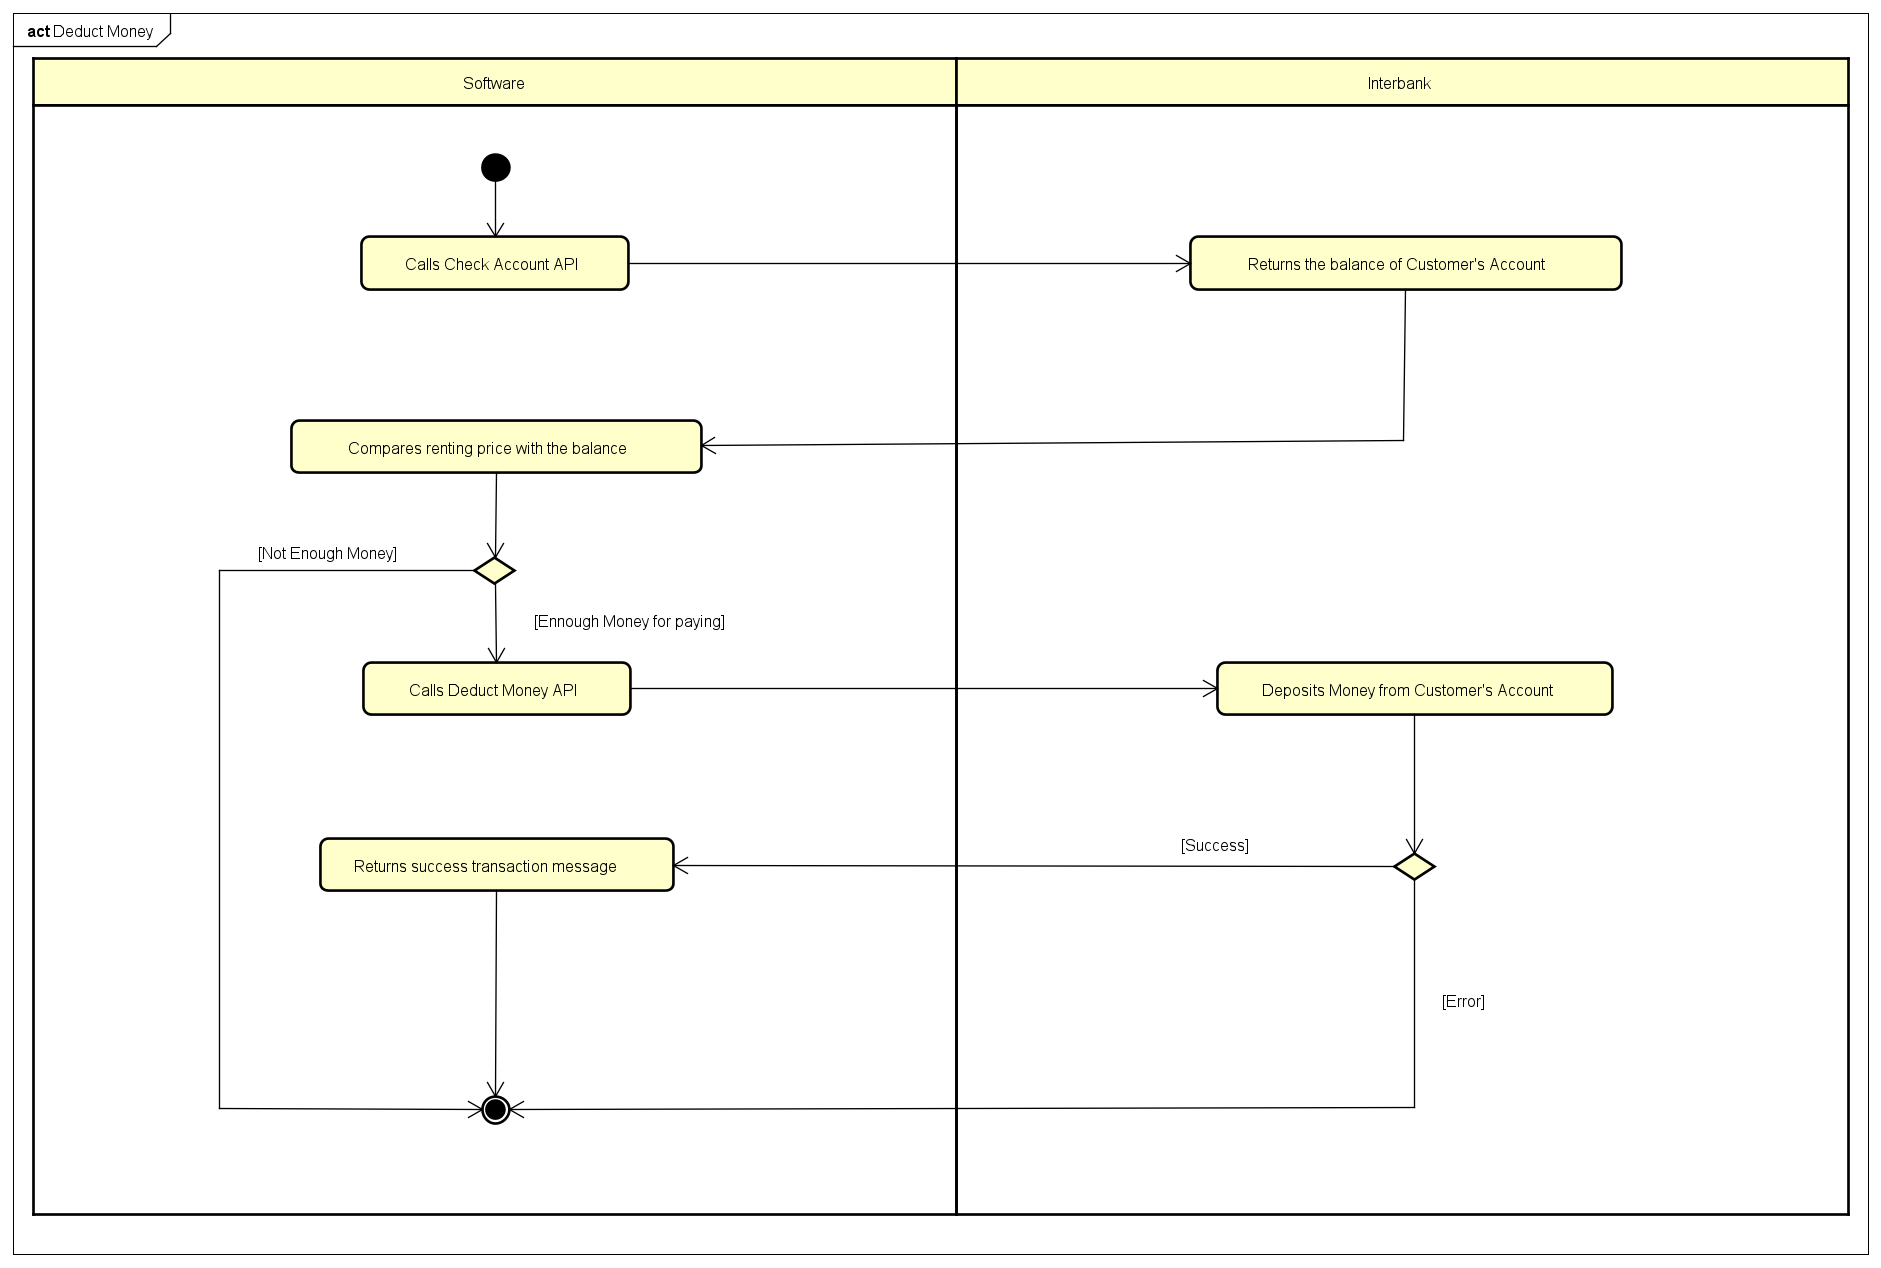 act Deduct Money
Software
Interbank
Calls Check Account API
Returns the balance of Customer's Account
Compares renting price with the balance
[Not Enough Money]
[Ennough Money for paying]
Calls Deduct Money API
Deposits Money from Customer's Account
[Success]
Returns success transaction message
[Error]